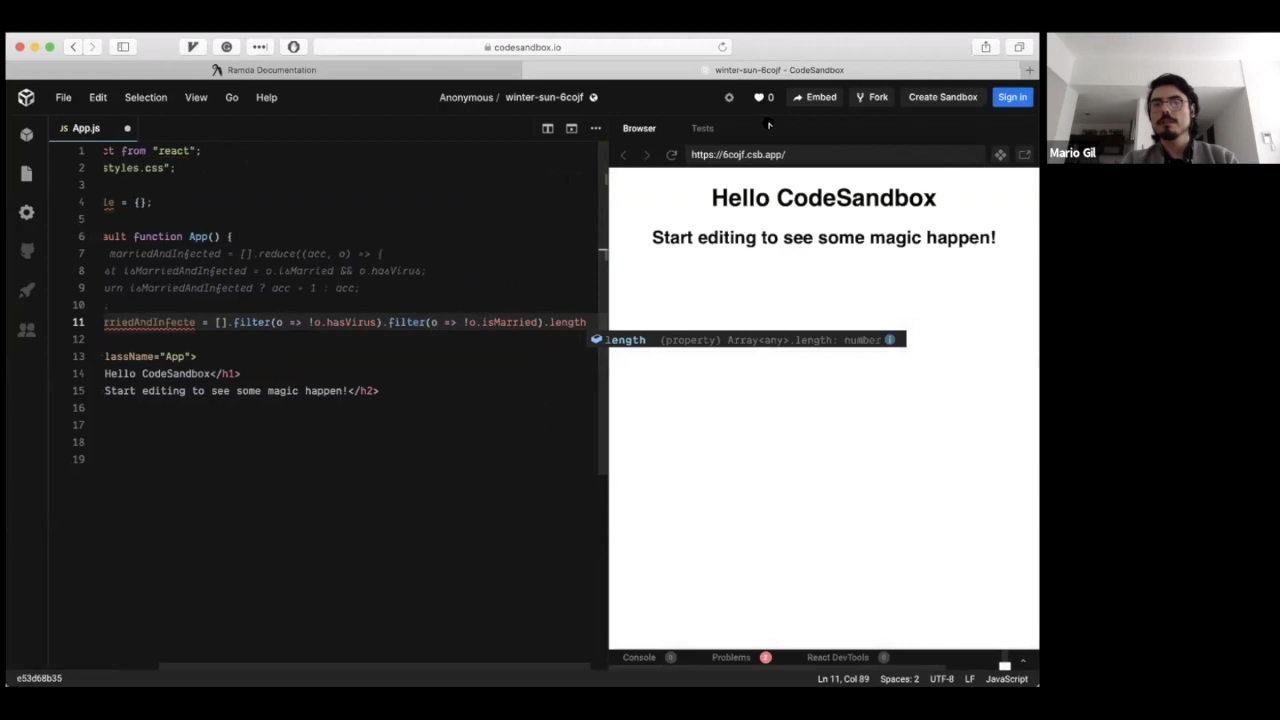 codesandbox.io
Ramda Documentation
winter-sun-6cojf - CodeSandbox
File Edit Selection View Go Help
Anonymous / winter-sun-6cojf
0 Embed Fork Create Sandbox Sign in
JS App.js
Browser Tests
https://6cojf.csb.app/
1 ct from "react";
2 styles.css";
3
4 le = {};
5
6 ault function App() {
7 marriedAndInfected = [].reduce((acc, o) => {
8 st isMarriedAndInfected = o.isMarried && o.hasVirus;
9 urn isMarriedAndInfected ? acc + 1 : acc;
10
11 rriedAndInfecte = [].filter(o => !o.hasVirus).filter(o => !o.isMarried).length
length (property) Array<any>.length: number
12
13 lassName="App">
14 Hello CodeSandbox</h1>
15 Start editing to see some magic happen!</h2>
16
17
18
19
Hello CodeSandbox
Start editing to see some magic happen!
Console 0 Problems 2 React DevTools 0
e53d68b35
Ln 11, Col 89 Spaces: 2 UTF-8 LF JavaScript
Mario Gil